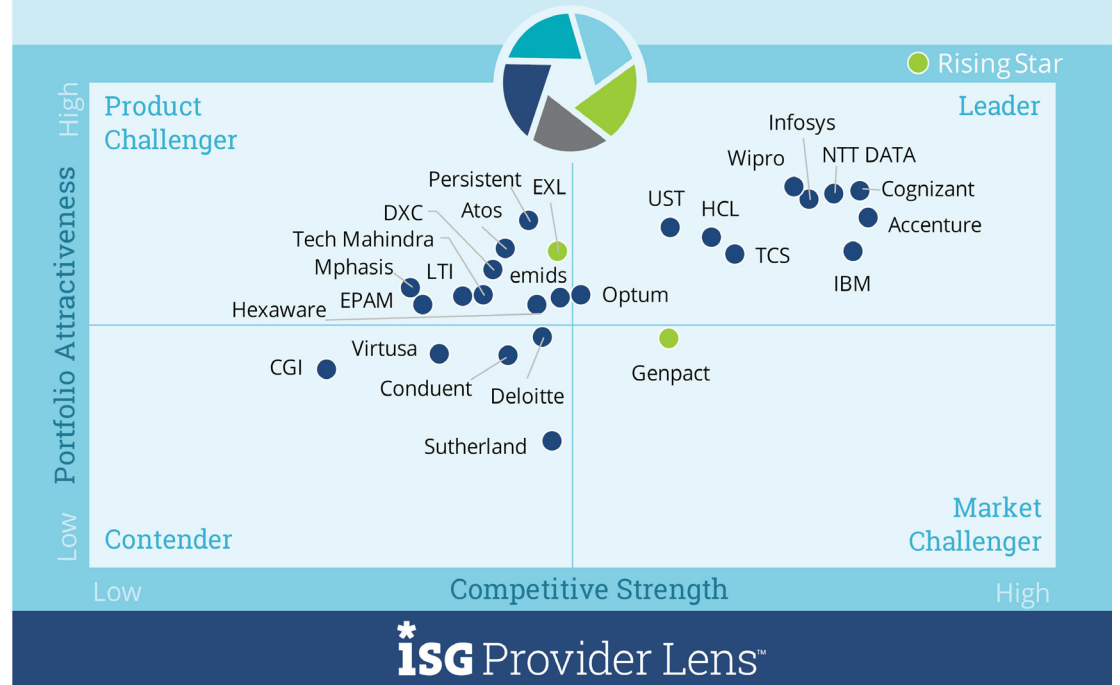 Rising Star
High
Product
Challenger
Leader
Infosys
Wipro
NTT DATA
Persistent
EXL
Cognizant
UST
DXC
Atos
HCL
Accenture
Tech Mahindra
TCS
Mphasis
LTI
emids
IBM
EPAM
Optum
Hexaware
Portfolio Attractiveness
Virtusa
CGI
Genpact
Conduent
Deloitte
Sutherland
Low
Contender
Market
Challenger
Low
Competitive Strength
High
iSG Provider Lens™